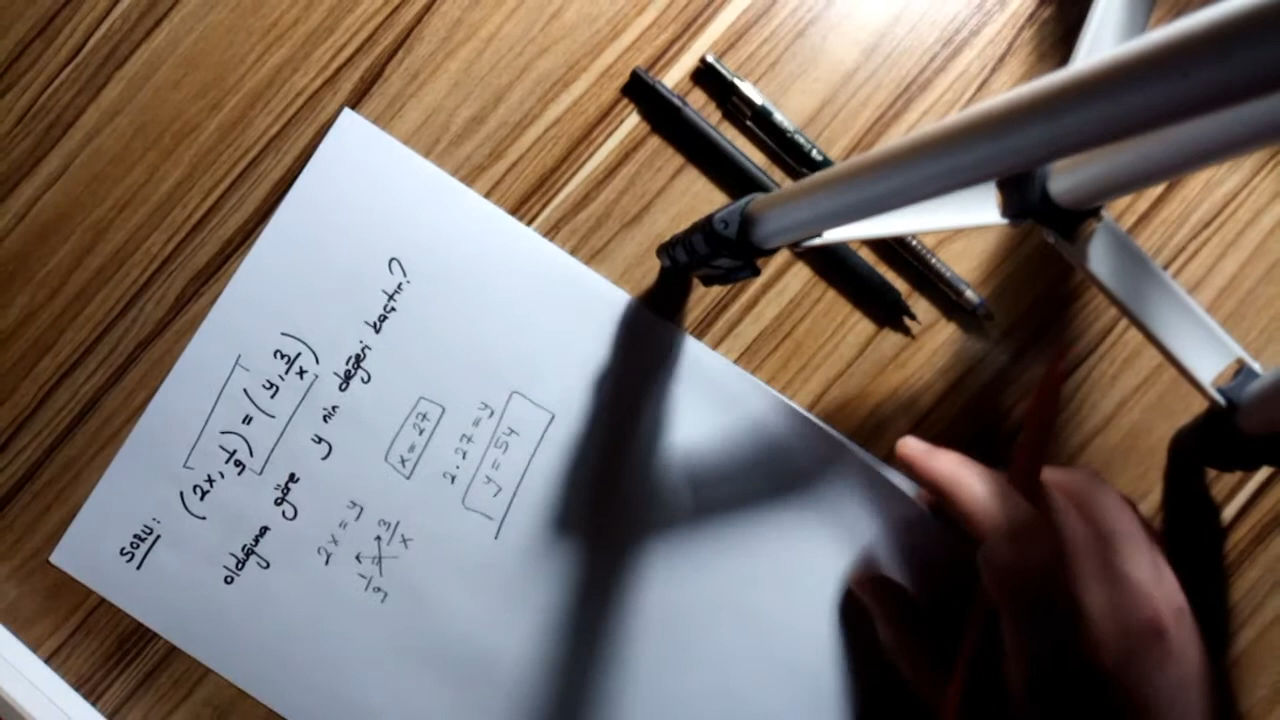 SORU:
(2x, 1/9) = (y, 3/x)
olduğuna göre y nin değeri kaçtır?
2x = y
1/9 = 3/x
x = 27
2 . 27 = y
y = 54